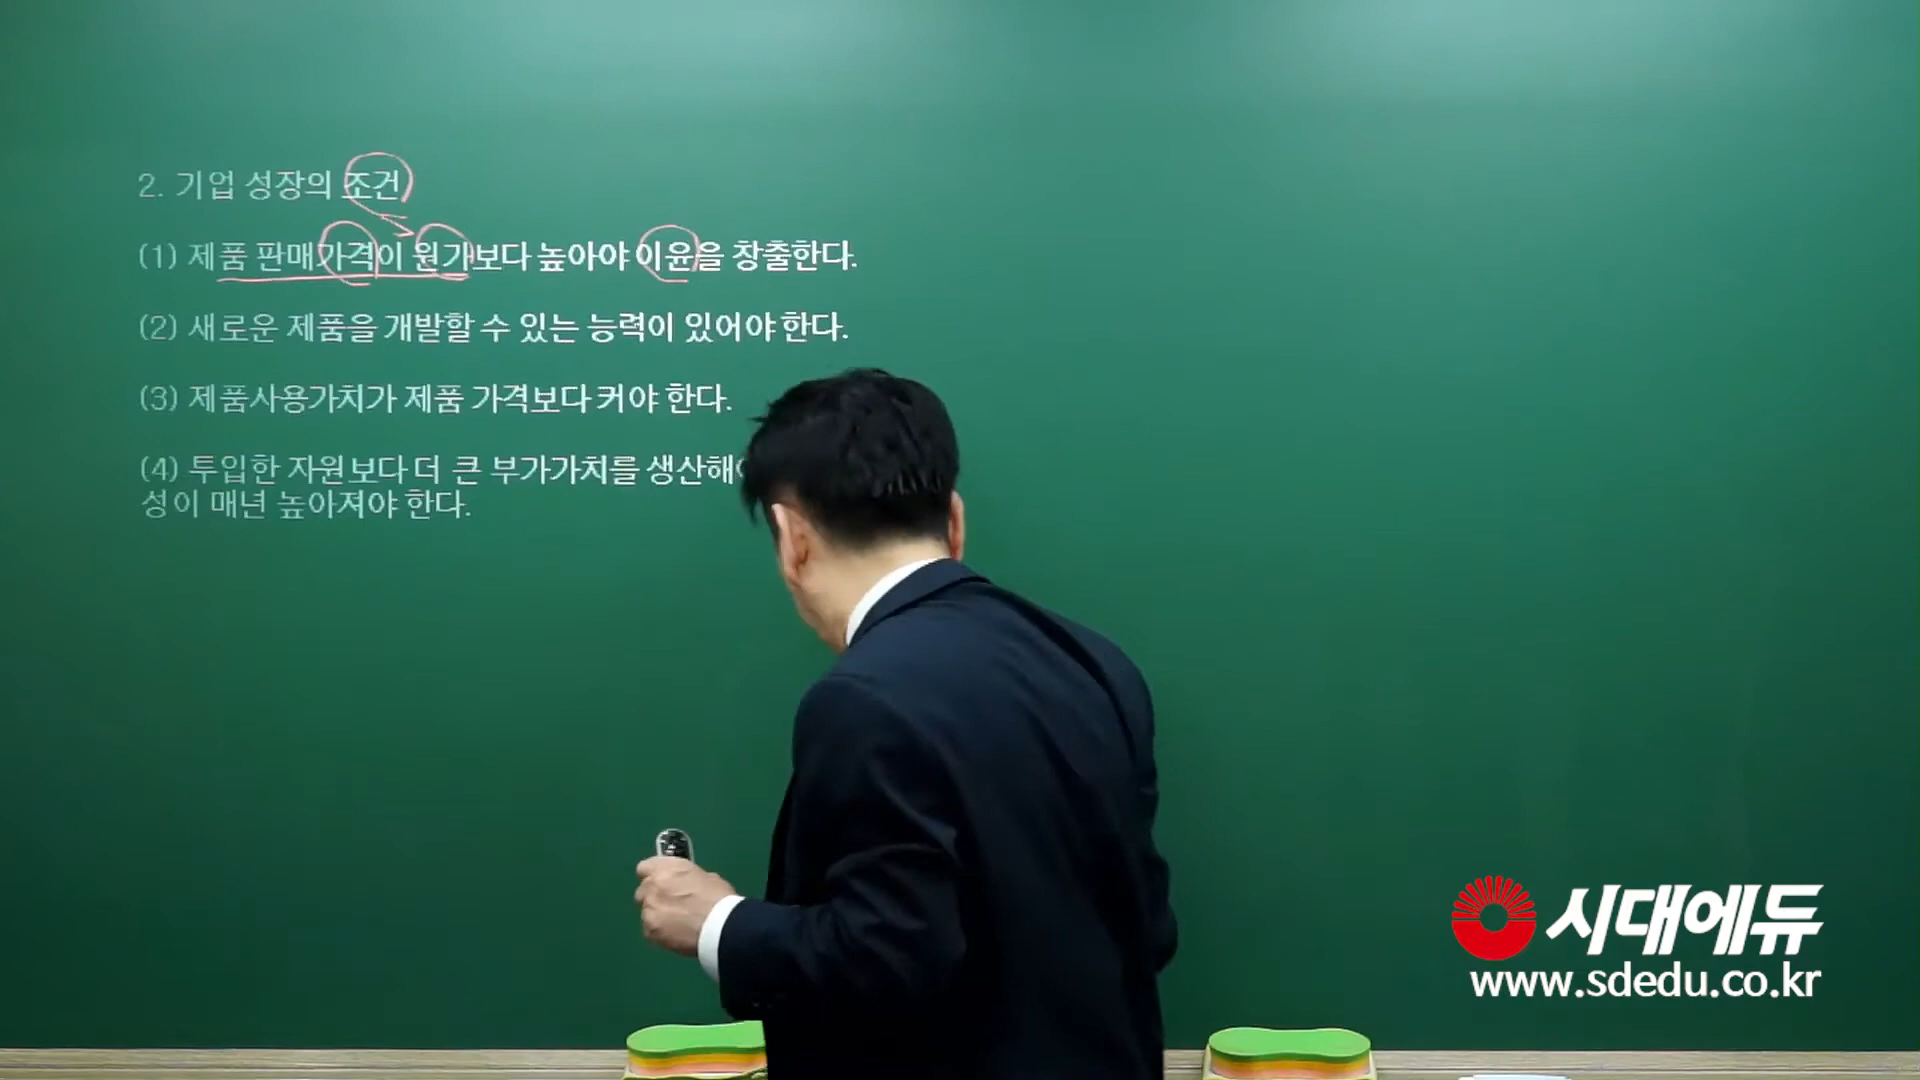 2. 기업 성장의 조건
(1) 제품 판매가격이 원가보다 높아야 이윤을 창출한다.
(2) 새로운 제품을 개발할 수 있는 능력이 있어야 한다.
(3) 제품사용가치가 제품 가격보다 커야 한다.
(4) 투입한 자원보다 더 큰 부가가치를
성이 매년 높아져야 한다.
시대에듀
www.sdedu.co.kr